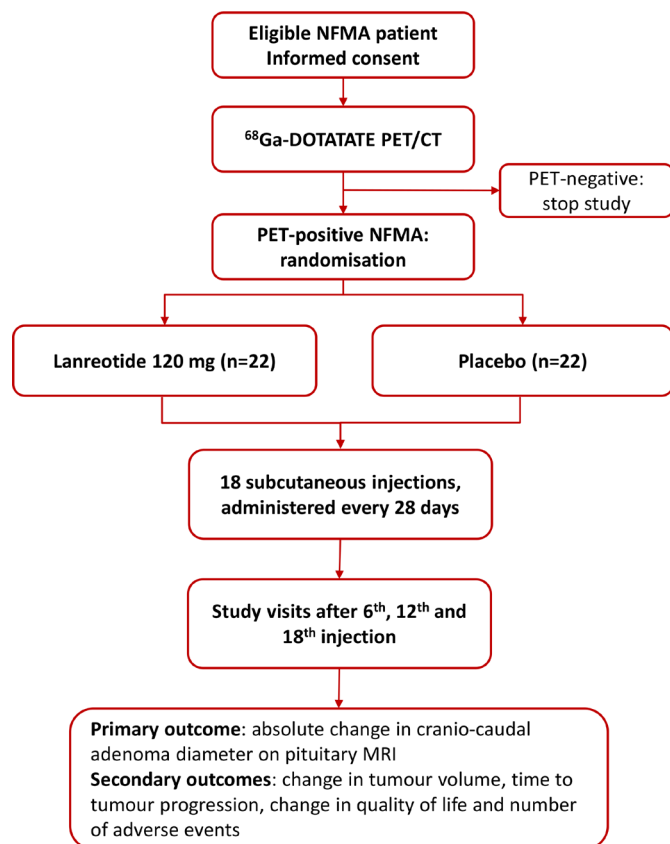 Eligible NFMA patient
Informed consent
⁶⁸Ga-DOTATATE PET/CT
PET-negative:
stop study
PET-positive NFMA:
randomisation
Lanreotide 120 mg (n=22)
Placebo (n=22)
18 subcutaneous injections,
administered every 28 days
Study visits after 6ᵗʰ, 12ᵗʰ and
18ᵗʰ injection
Primary outcome: absolute change in cranio-caudal
adenoma diameter on pituitary MRI
Secondary outcomes: change in tumour volume, time to
tumour progression, change in quality of life and number
of adverse events